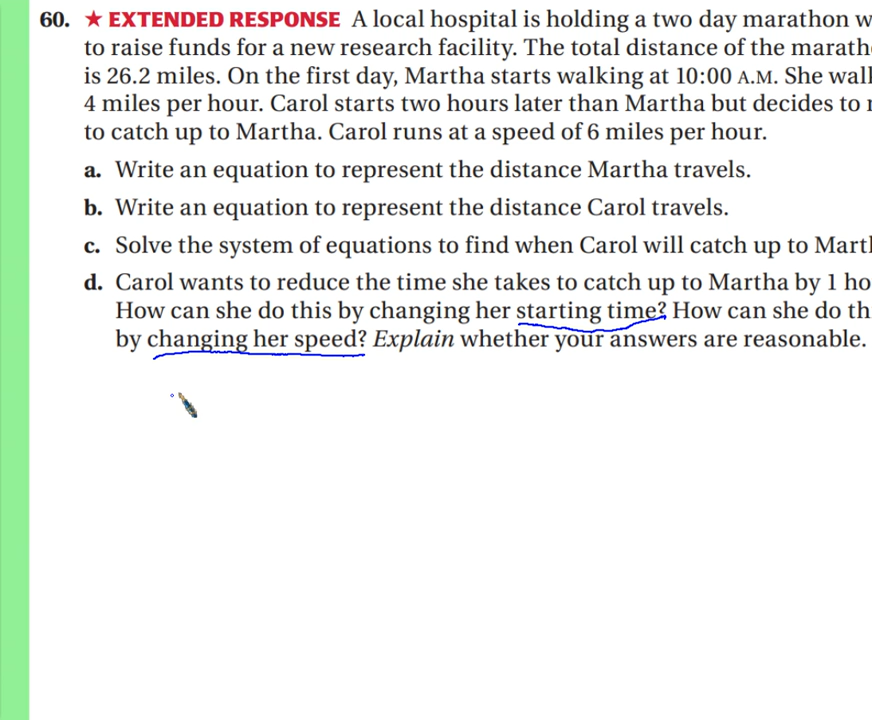 60. ★ EXTENDED RESPONSE A local hospital is holding a two day marathon
to raise funds for a new research facility. The total distance of the
is 26.2 miles. On the first day, Martha starts walking at 10:00 A.M. She
4 miles per hour. Carol starts two hours later than Martha but decides to
to catch up to Martha. Carol runs at a speed of 6 miles per hour.
a. Write an equation to represent the distance Martha travels.
b. Write an equation to represent the distance Carol travels.
c. Solve the system of equations to find when Carol will catch up to
d. Carol wants to reduce the time she takes to catch up to Martha by 1
How can she do this by changing her starting time? How can she do
by changing her speed? Explain whether your answers are reasonable.